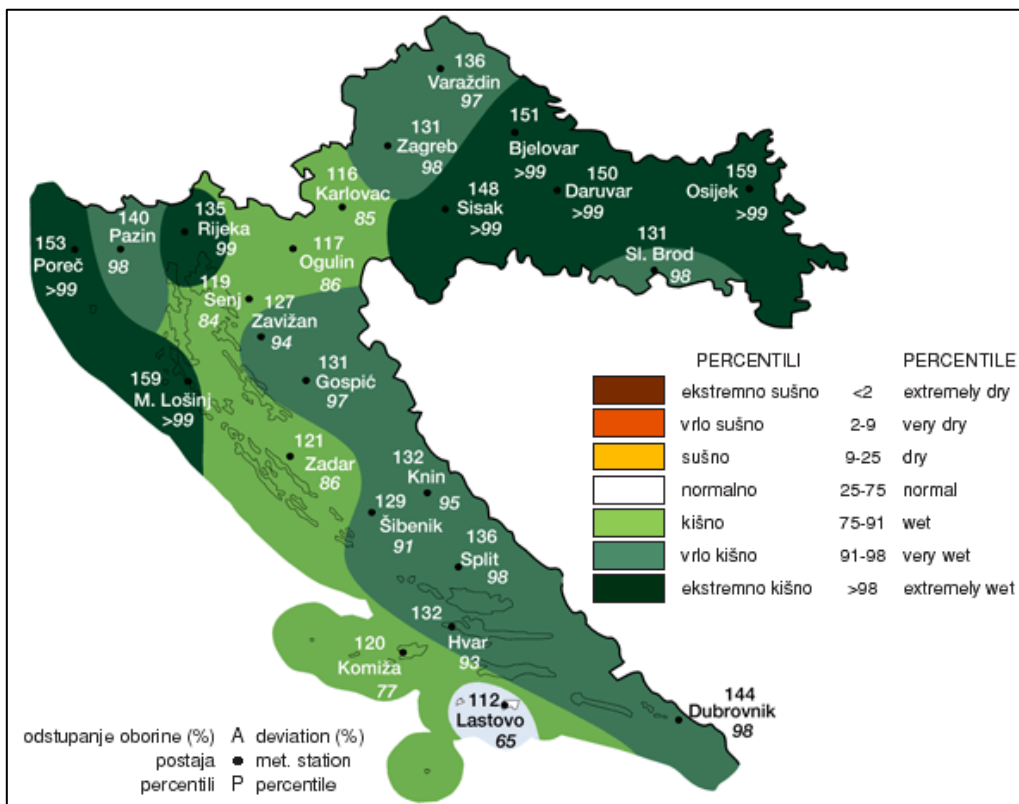 136
Varaždin
97
131
Zagreb
98
151
Bjelovar
>99
150
Daruvar
>99
159
Osijek
>99
116
Karlovac
85
148
Sisak
>99
131
Sl. Brod
98
153
Poreč
>99
140
Pazin
98
135
Rijeka
99
117
Ogulin
86
119
Senj
84
127
Zavižan
94
131
Gospić
97
159
M. Lošinj
>99
121
Zadar
86
132
Knin
95
129
Šibenik
91
136
Split
98
132
Hvar
93
120
Komiža
77
112
Lastovo
65
144
Dubrovnik
98
PERCENTILI PERCENTILE
ekstremno sušno <2 extremely dry
vrlo sušno 2-9 very dry
sušno 9-25 dry
normalno 25-75 normal
kišno 75-91 wet
vrlo kišno 91-98 very wet
ekstremno kišno >98 extremely wet
odstupanje oborine (%) A deviation (%)
postaja met. station
percentili P percentile